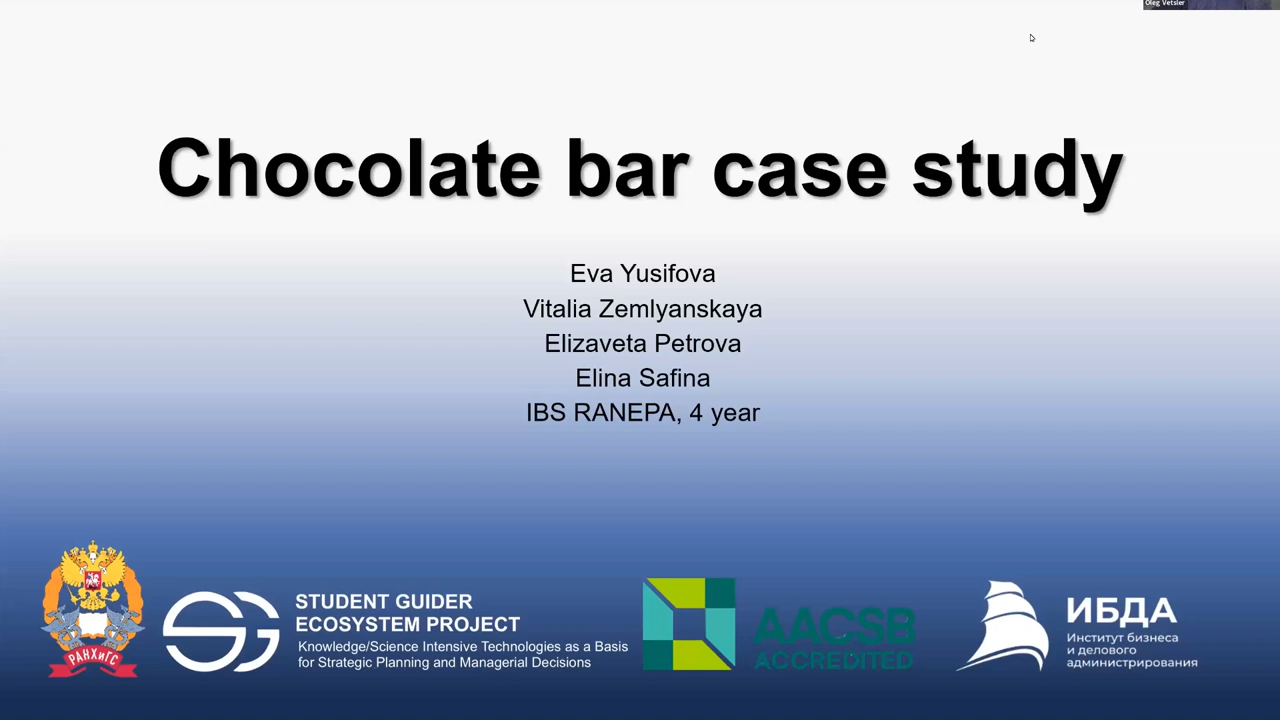 Oleg Vetsler
Chocolate bar case study
Eva Yusifova
Vitalia Zemlyanskaya
Elizaveta Petrova
Elina Safina
IBS RANEPA, 4 year
РАНХиГС
SG
STUDENT GUIDER
ECOSYSTEM PROJECT
Knowledge/Science Intensive Technologies as a Basis
for Strategic Planning and Managerial Decisions
AACSB
ACCREDITED
ИБДА
Институт бизнеса
и делового
администрирования